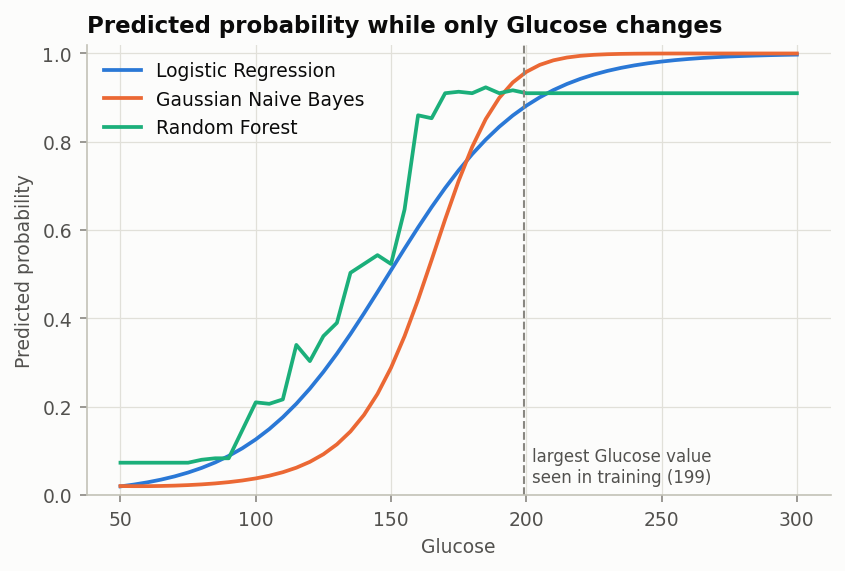 Predicted probability while only Glucose changes
Logistic Regression
Gaussian Naive Bayes
Random Forest
Predicted probability
1.0
0.8
0.6
0.4
0.2
0.0
largest Glucose value
seen in training (199)
50
100
150
200
250
300
Glucose